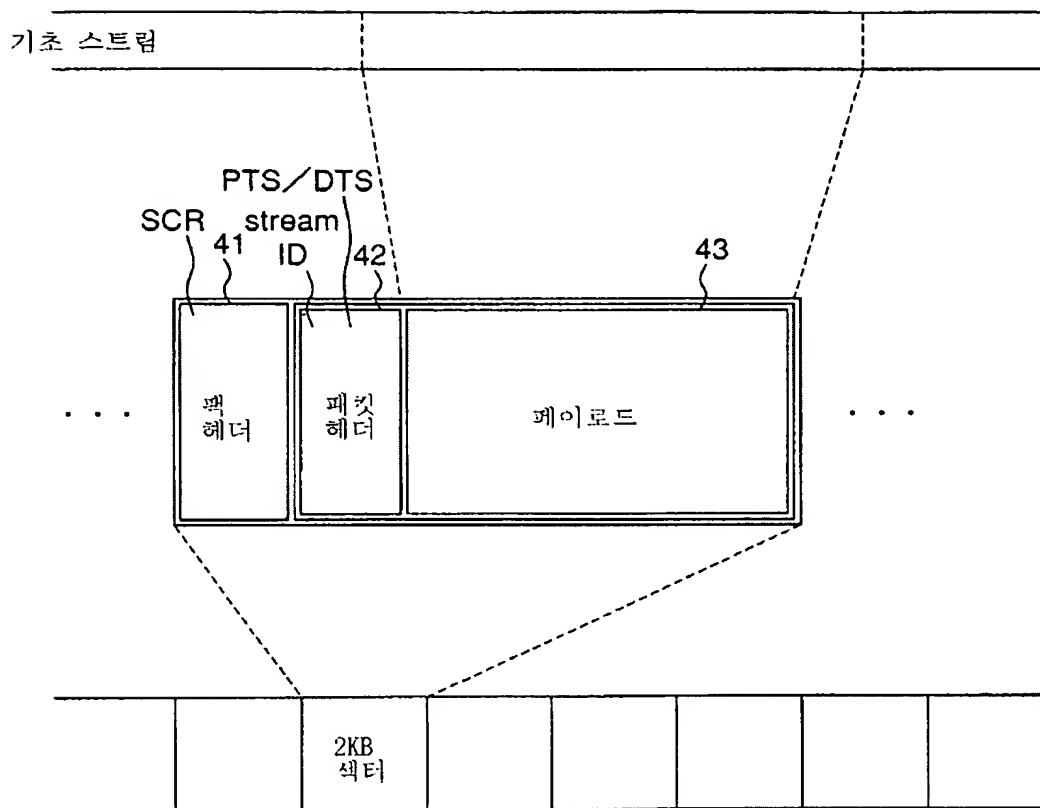 기초 스트림
PTS/DTS
SCR
stream
ID
41
42
43
팩
헤더
패킷
헤더
페이로드
. . .
. . .
2KB
섹터